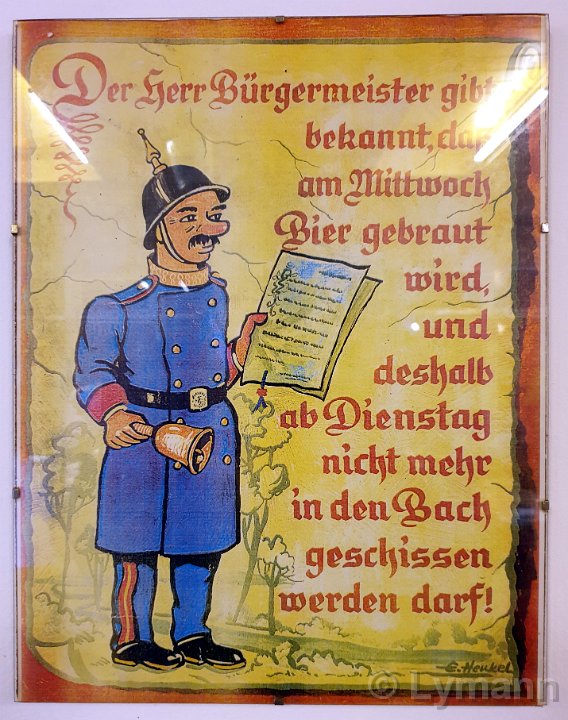 Der Herr Bürgermeister gibt
bekannt, daß
am Mittwoch
Bier gebraut
wird,
und
deshalb
ab Dienstag
nicht mehr
in den Bach
geschissen
werden darf!
E. Henkel
© Lymann